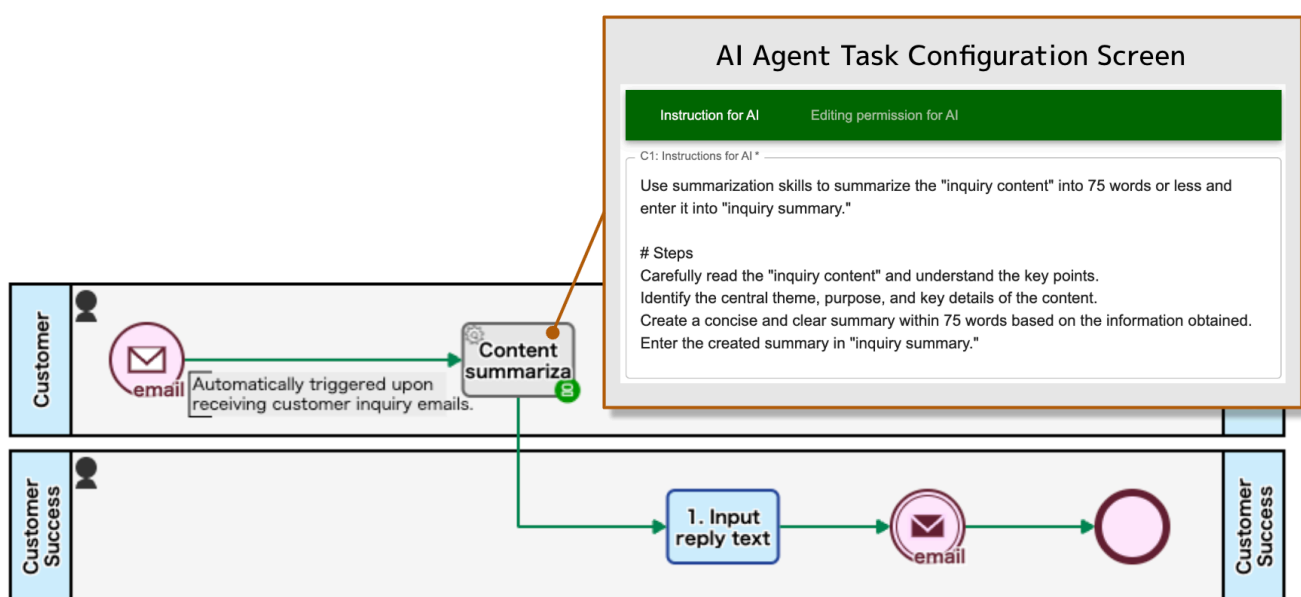 AI Agent Task Configuration Screen
Instruction for AI
Editing permission for AI
C1: Instructions for AI *
Use summarization skills to summarize the "inquiry content" into 75 words or less and
enter it into "inquiry summary."
# Steps
Carefully read the "inquiry content" and understand the key points.
Identify the central theme, purpose, and key details of the content.
Create a concise and clear summary within 75 words based on the information obtained.
Enter the created summary in "inquiry summary."
Customer
email
Automatically triggered upon
receiving customer inquiry emails.
Content
summariza
Customer
Success
1. Input
reply text
email
Customer
Success